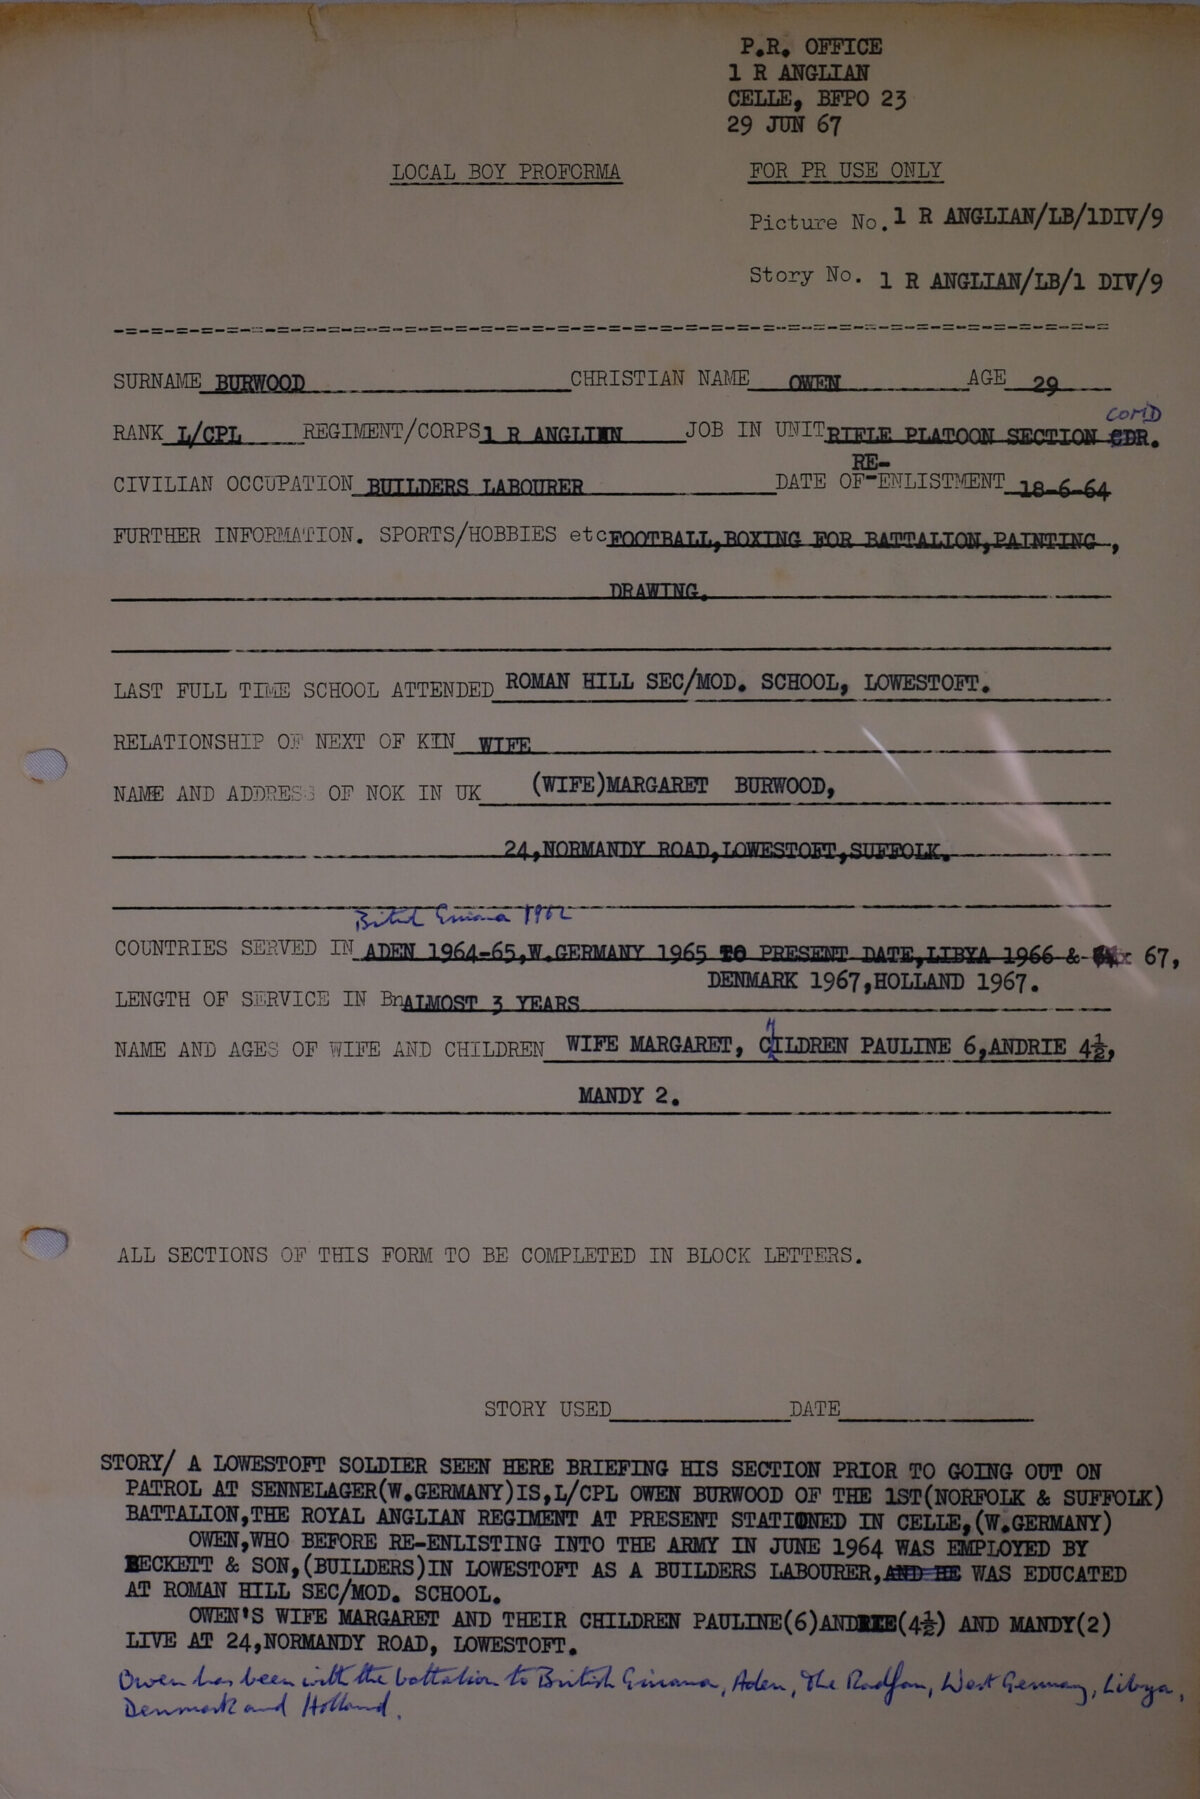 P.R. OFFICE
1 R ANGLIAN
CELLE, BFPO 23
29 JUN 67
LOCAL BOY PROFORMA
FOR PR USE ONLY
Picture No. 1 R ANGLIAN/LB/1DIV/9
Story No. 1 R ANGLIAN/LB/1 DIV/9
-=-=-=-=-=-=-=-=-=-=-=-=-=-=-=-=-=-=-=-=-=-=-=-=-=-=-=-=-=-=-=-=-=-=-=-=-=-=-=
SURNAME BURWOOD CHRISTIAN NAME OWEN AGE 29
COMD
RANK L/CPL REGIMENT/CORPS 1 R ANGLIAN JOB IN UNIT RIFLE PLATOON SECTION CDR.
RE-
CIVILIAN OCCUPATION BUILDERS LABOURER DATE OF ENLISTMENT 18-6-64
FURTHER INFORMATION. SPORTS/HOBBIES etc FOOTBALL,BOXING FOR BATTALION,PAINTING,
DRAWING.
LAST FULL TIME SCHOOL ATTENDED ROMAN HILL SEC/MOD. SCHOOL, LOWESTOFT.
RELATIONSHIP OF NEXT OF KIN WIFE
NAME AND ADDRESS OF NOK IN UK (WIFE)MARGARET BURWOOD,
24,NORMANDY ROAD,LOWESTOFT,SUFFOLK.
British Guiana 1962
COUNTRIES SERVED IN ADEN 1964-65,W.GERMANY 1965 TO PRESENT DATE,LIBYA 1966 & 67,
DENMARK 1967,HOLLAND 1967.
LENGTH OF SERVICE IN Bn ALMOST 3 YEARS
NAME AND AGES OF WIFE AND CHILDREN WIFE MARGARET, CHILDREN PAULINE 6,ANDRIE 4½,
MANDY 2.
ALL SECTIONS OF THIS FORM TO BE COMPLETED IN BLOCK LETTERS.
STORY USED DATE
STORY/ A LOWESTOFT SOLDIER SEEN HERE BRIEFING HIS SECTION PRIOR TO GOING OUT ON
PATROL AT SENNELAGER(W.GERMANY)IS,L/CPL OWEN BURWOOD OF THE 1ST(NORFOLK & SUFFOLK)
BATTALION,THE ROYAL ANGLIAN REGIMENT AT PRESENT STATIONED IN CELLE,(W.GERMANY)
OWEN,WHO BEFORE RE-ENLISTING INTO THE ARMY IN JUNE 1964 WAS EMPLOYED BY
BECKETT & SON,(BUILDERS)IN LOWESTOFT AS A BUILDERS LABOURER,AND HE WAS EDUCATED
AT ROMAN HILL SEC/MOD. SCHOOL.
OWEN'S WIFE MARGARET AND THEIR CHILDREN PAULINE(6)ANDRIE(4½) AND MANDY(2)
LIVE AT 24,NORMANDY ROAD, LOWESTOFT.
Owen has been with the battalion to British Guiana, Aden, The Radfan, West Germany, Libya,
Denmark and Holland.